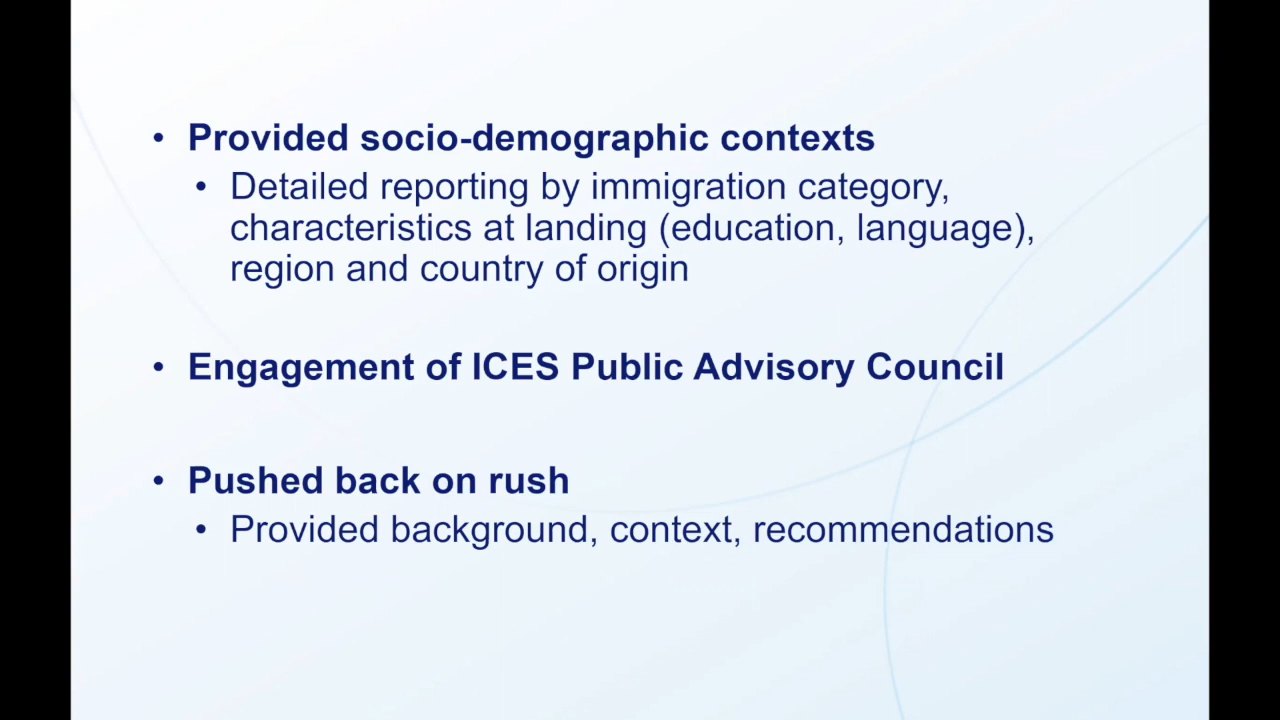 • Provided socio-demographic contexts
• Detailed reporting by immigration category,
characteristics at landing (education, language),
region and country of origin
• Engagement of ICES Public Advisory Council
• Pushed back on rush
• Provided background, context, recommendations